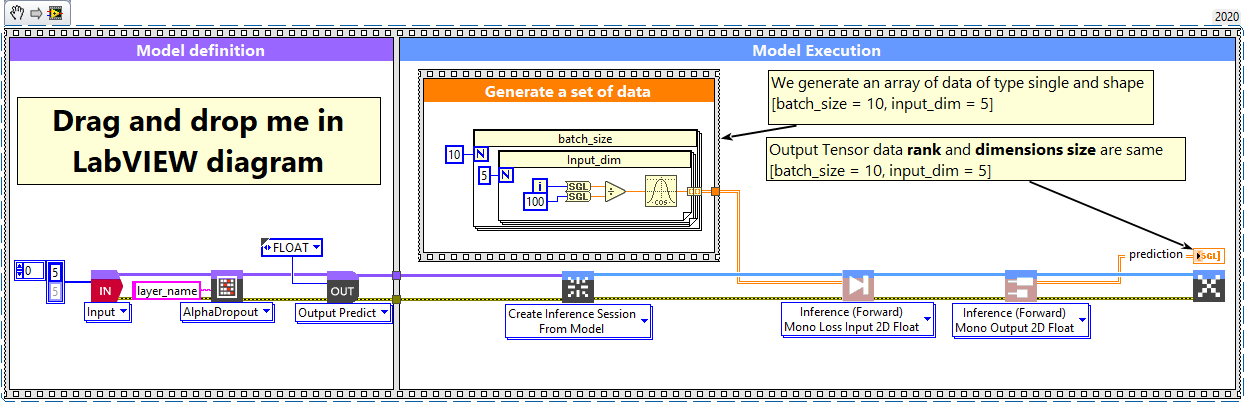 2020
Model definition
Model Execution
Drag and drop me in
LabVIEW diagram
Generate a set of data
batch_size
10
N
Input_dim
5
N
i
SGL
100
SGL
÷
cos
We generate an array of data of type single and shape
[batch_size = 10, input_dim = 5]
Output Tensor data rank and dimensions size are same
[batch_size = 10, input_dim = 5]
FLOAT
0
5
5
IN
layer_name
OUT
Input
AlphaDropout
Output Predict
Create Inference Session
From Model
Inference (Forward)
Mono Loss Input 2D Float
Inference (Forward)
Mono Output 2D Float
prediction
SGL